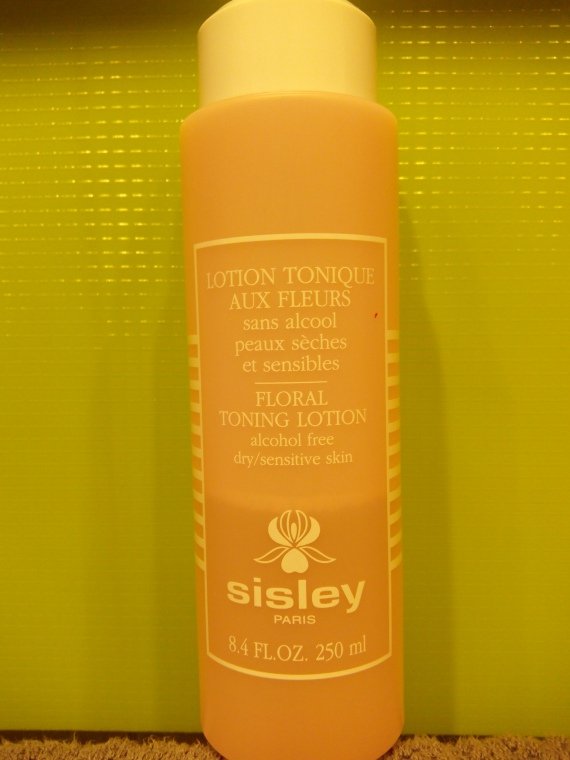 LOTION TONIQUE
AUX FLEURS
sans alcool
peaux sèches
et sensibles
FLORAL
TONING LOTION
alcohol free
dry/sensitive skin
sisley
PARIS
8.4 FL.OZ. 250 ml